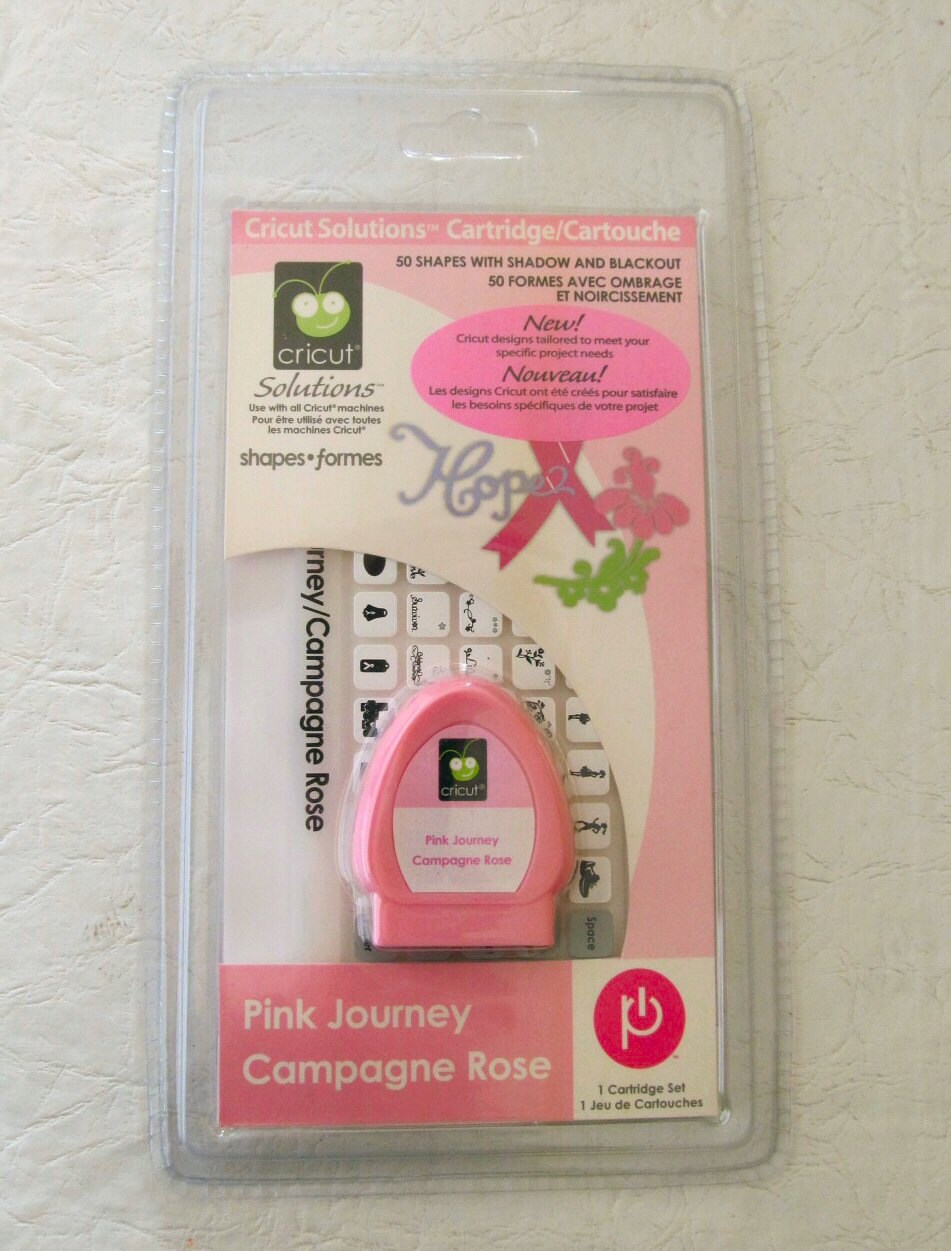 Cricut Solutions™ Cartridge/Cartouche
50 SHAPES WITH SHADOW AND BLACKOUT
50 FORMES AVEC OMBRAGE
ET NOIRCISSEMENT
cricut®
Solutions™
Use with all Cricut® machines
Pour être utilisé avec toutes
les machines Cricut®
shapes•formes
New!
Cricut designs tailored to meet your
specific project needs
Nouveau!
Les designs Cricut ont été créés pour satisfaire
les besoins spécifiques de votre projet
Hope
rney/Campagne Rose
cricut®
Pink Journey
Campagne Rose
Space
Pink Journey
Campagne Rose
1 Cartridge Set
1 Jeu de Cartouches